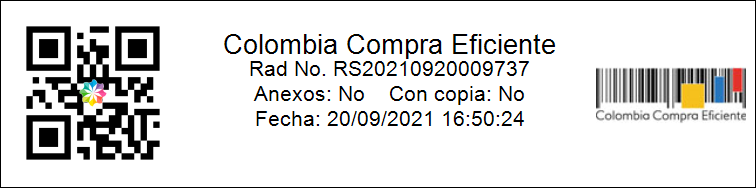 Colombia Compra Eficiente
Rad No. RS20210920009737
Anexos: No Con copia: No
Fecha: 20/09/2021 16:50:24
Colombia Compra Eficiente